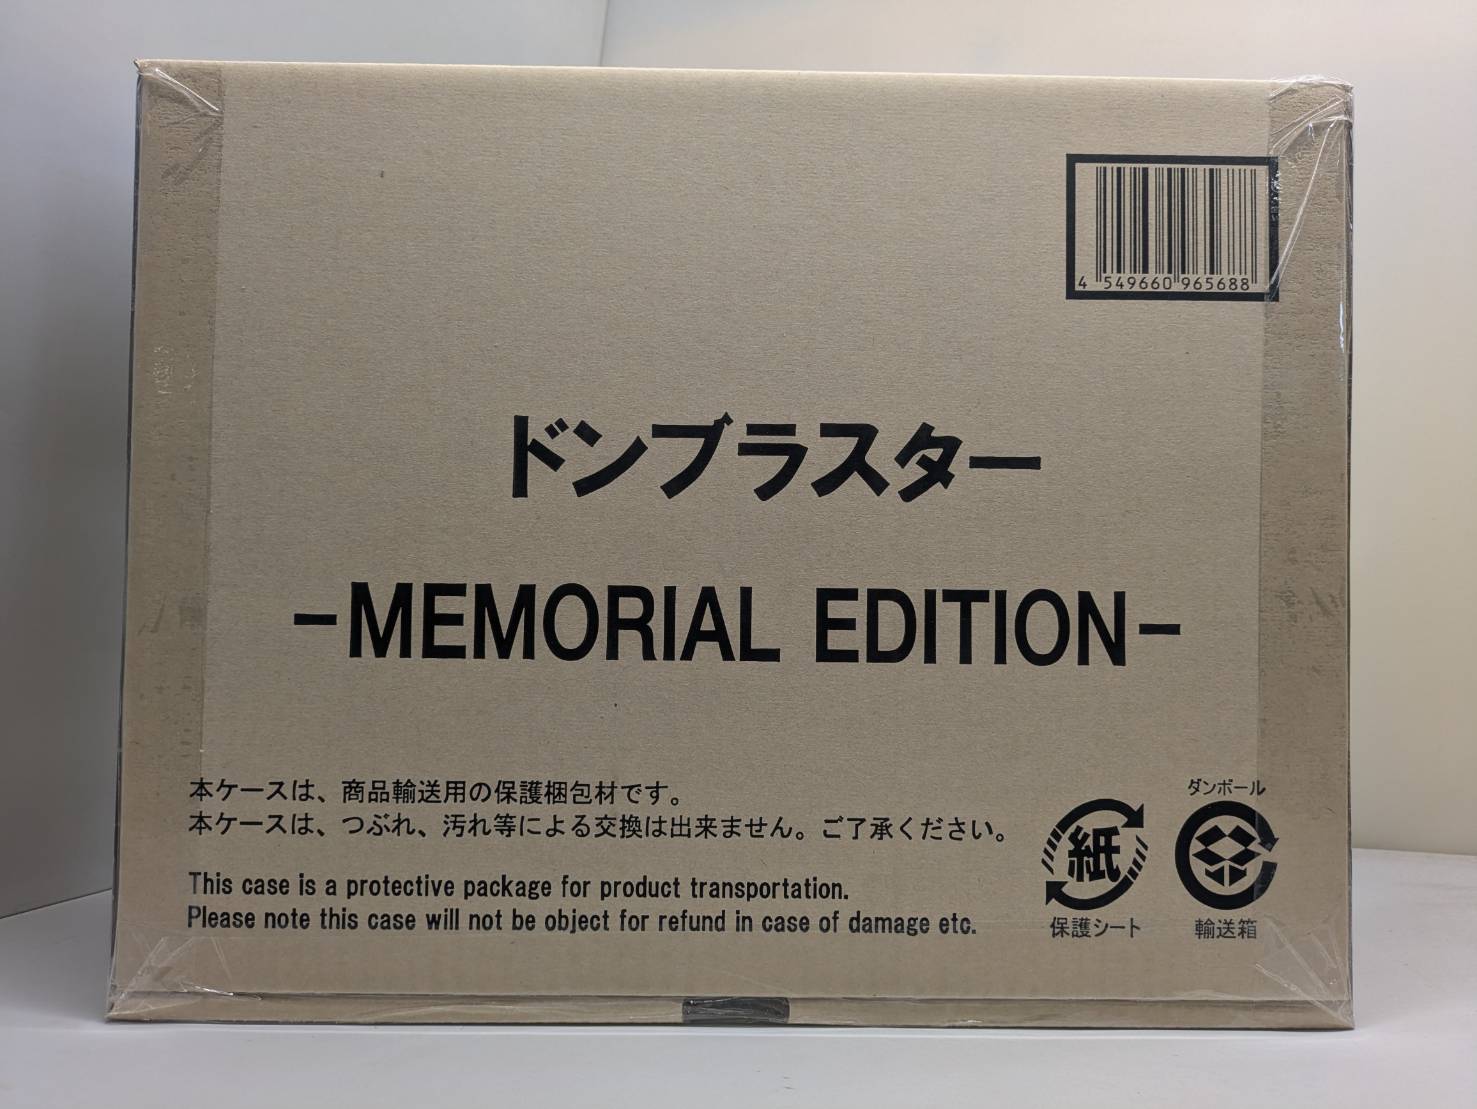 4 549660 965688
ドンブラスター
-MEMORIAL EDITION-
本ケースは、商品輸送用の保護梱包材です。
本ケースは、つぶれ、汚れ等による交換は出来ません。ご了承ください。
This case is a protective package for product transportation.
Please note this case will not be object for refund in case of damage etc.
紙
保護シート
ダンボール
輸送箱